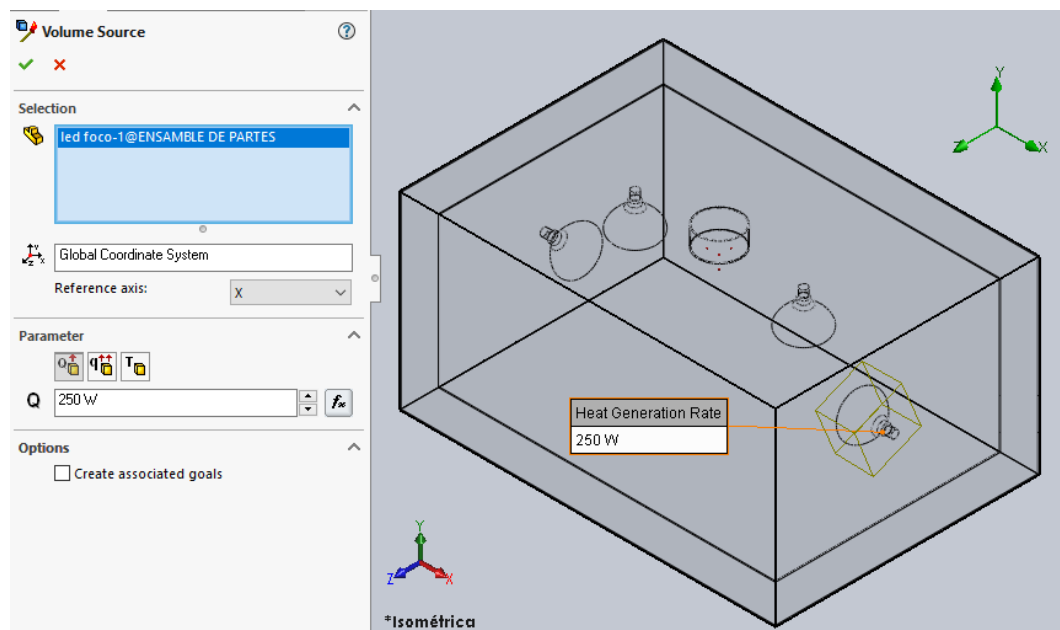 Volume Source
?
Selection
led foco-1@ENSAMBLE DE PARTES
Global Coordinate System
Reference axis:
X
Parameter
Q
q
T
Q
250 W
fx
Options
Create associated goals
Y
Z
X
Heat Generation Rate
250 W
Y
Z
X
*Isométrica